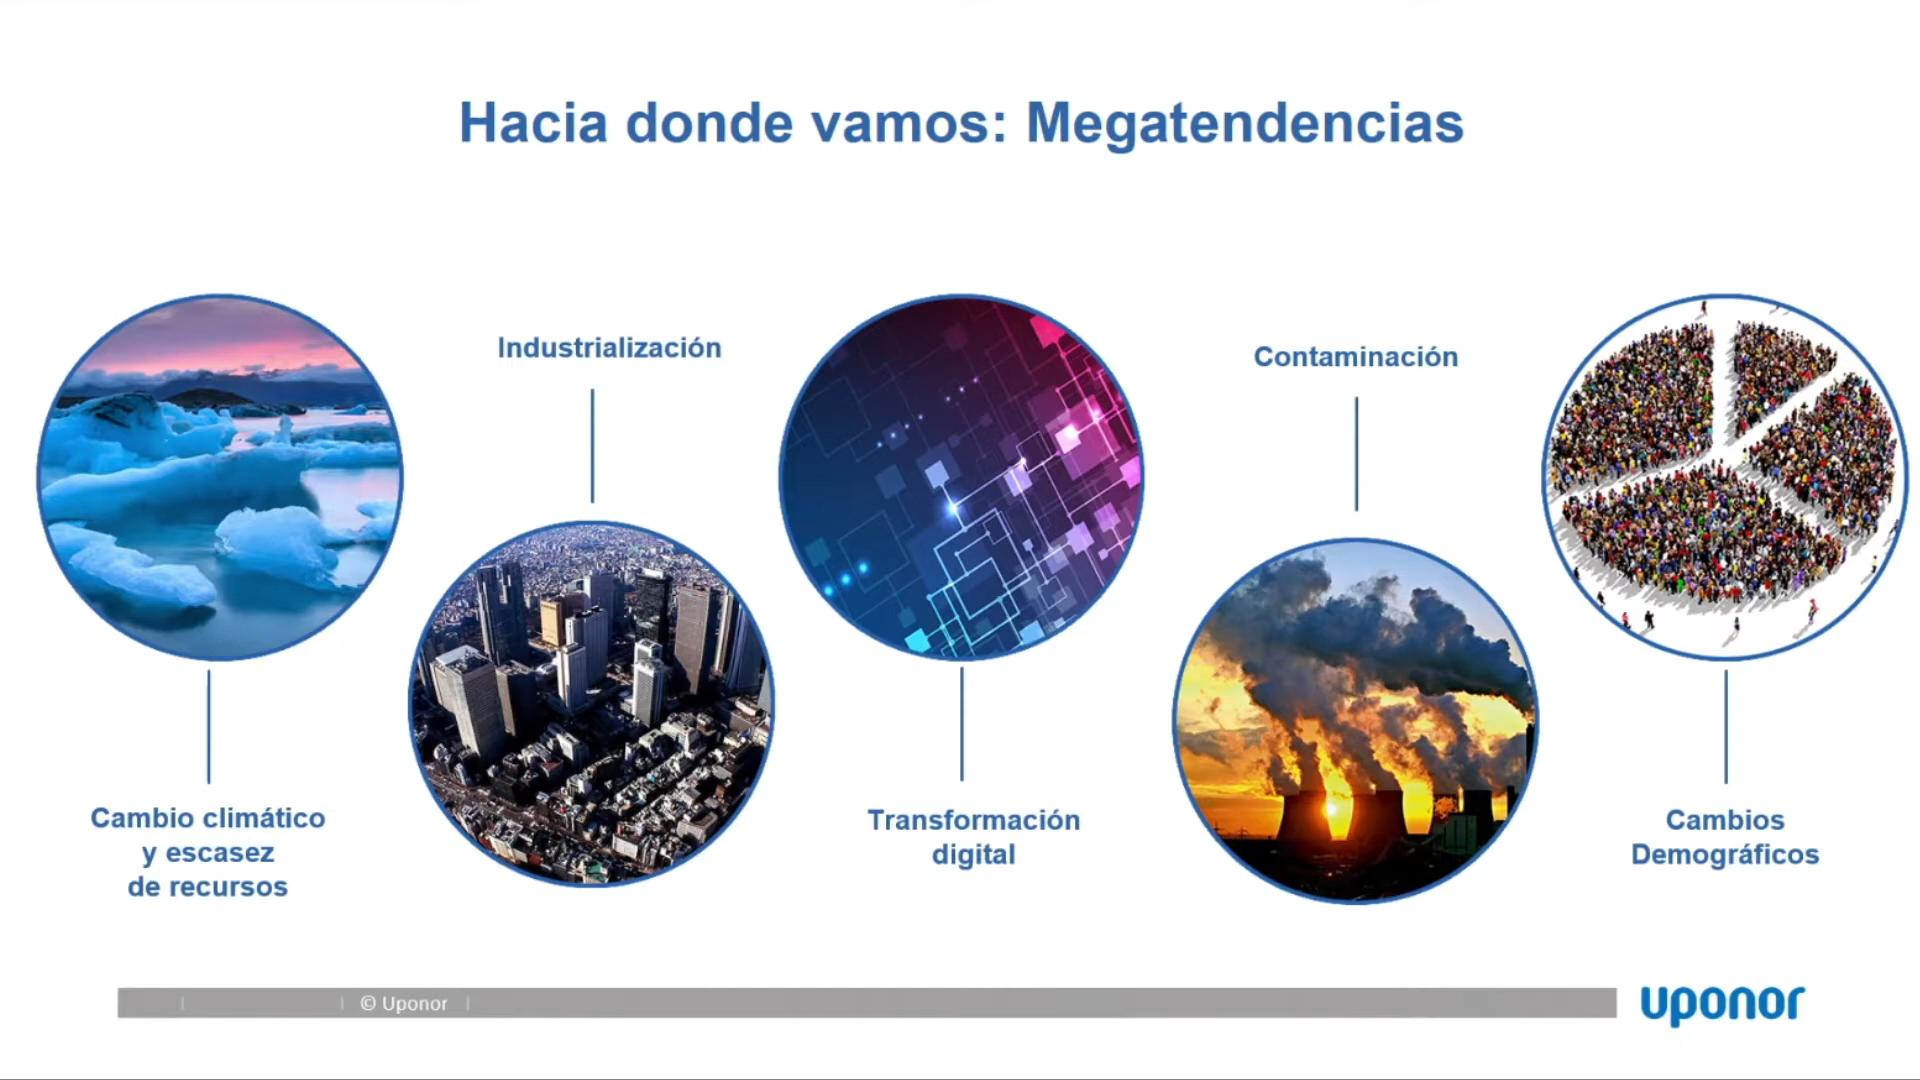 Hacia donde vamos: Megatendencias
Cambio climático
y escasez
de recursos
Industrialización
Transformación
digital
Contaminación
Cambios
Demográficos
© Uponor
uponor